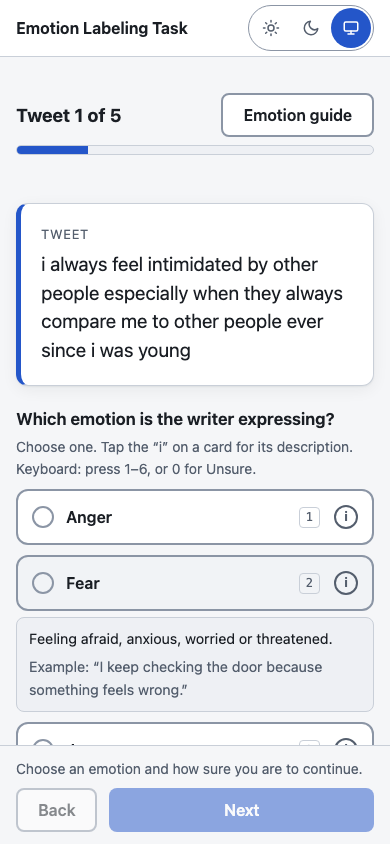 Emotion Labeling Task
Tweet 1 of 5
Emotion guide
TWEET
i always feel intimidated by other
people especially when they always
compare me to other people ever
since i was young
Which emotion is the writer expressing?
Choose one. Tap the “i” on a card for its description.
Keyboard: press 1–6, or 0 for Unsure.
Anger 1 i
Fear 2 i
Feeling afraid, anxious, worried or threatened.
Example: “I keep checking the door because
something feels wrong.”
Choose an emotion and how sure you are to continue.
Back
Next